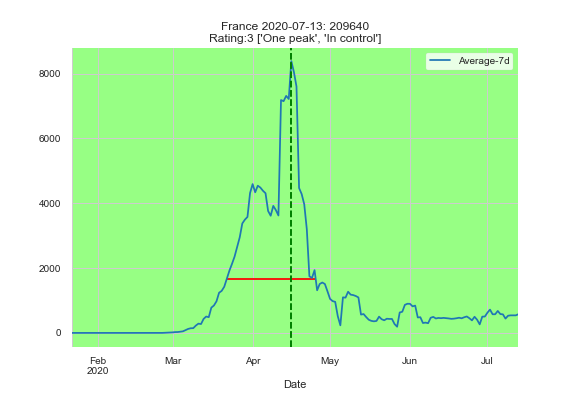 France 2020-07-13: 209640
Rating:3 ['One peak', 'In control']
Average-7d
8000
6000
4000
2000
0
Feb Mar Apr May Jun Jul
2020
Date